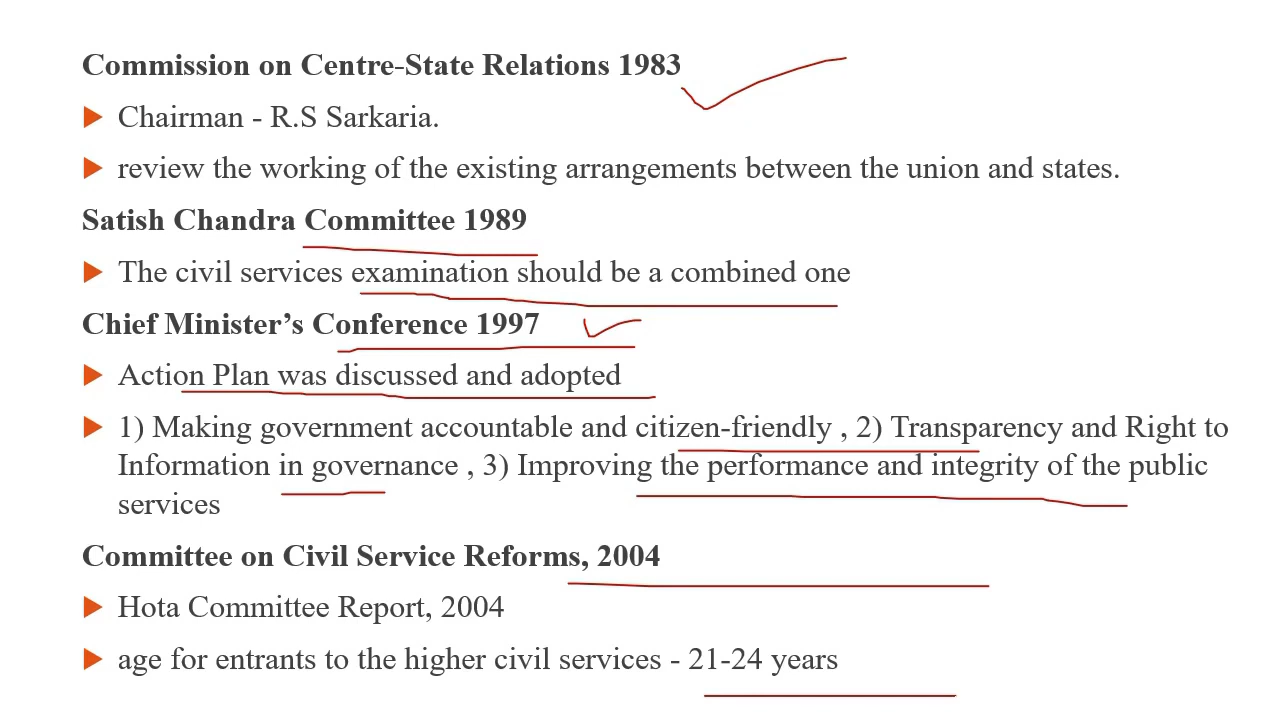 Commission on Centre-State Relations 1983
Chairman - R.S Sarkaria.
review the working of the existing arrangements between the union and states.
Satish Chandra Committee 1989
The civil services examination should be a combined one
Chief Minister’s Conference 1997
Action Plan was discussed and adopted
1) Making government accountable and citizen-friendly , 2) Transparency and Right to
Information in governance , 3) Improving the performance and integrity of the public
services
Committee on Civil Service Reforms, 2004
Hota Committee Report, 2004
age for entrants to the higher civil services - 21-24 years